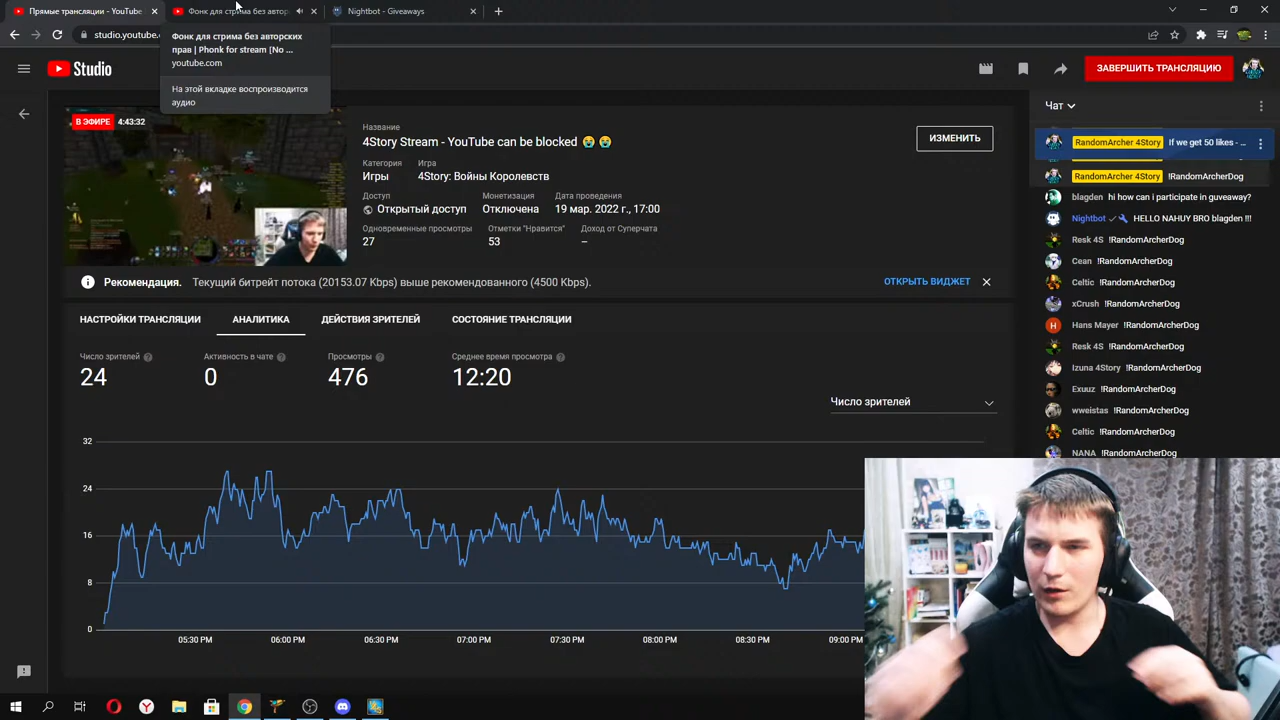 Прямые трансляции - YouTube
Фонк для стрима без автор
Nightbot - Giveaways
studio.youtube.c
Фонк для стрима без авторских
прав | Phonk for stream [No ...
youtube.com
На этой вкладке воспроизводится
аудио
Studio
ЗАВЕРШИТЬ ТРАНСЛЯЦИЮ
В ЭФИРЕ 4:43:32
Название
4Story Stream - YouTube can be blocked 😭 😭
ИЗМЕНИТЬ
Категория Игра
Игры 4Story: Войны Королевств
Доступ Монетизация Дата проведения
Открытый доступ Отключена 19 мар. 2022 г., 17:00
Одновременные просмотры Отметки "Нравится" Доход от Суперчата
27 53 –
Рекомендация. Текущий битрейт потока (20153,07 Kbps) выше рекомендованного (4500 Kbps).
ОТКРЫТЬ ВИДЖЕТ
НАСТРОЙКИ ТРАНСЛЯЦИИ АНАЛИТИКА ДЕЙСТВИЯ ЗРИТЕЛЕЙ СОСТОЯНИЕ ТРАНСЛЯЦИИ
Число зрителей Активность в чате Просмотры Среднее время просмотра
24 0 476 12:20
Число зрителей
32
24
16
8
0
05:30 PM 06:00 PM 06:30 PM 07:00 PM 07:30 PM 08:00 PM 08:30 PM 09:00 PM
Чат
RandomArcher 4Story If we get 50 likes - ...
RandomArcher 4Story !RandomArcherDog
blagden hi how can i participate in guveaway?
Nightbot HELLO NAHUY BRO blagden !!!
Resk 4S !RandomArcherDog
Cean !RandomArcherDog
Celtic !RandomArcherDog
xCrush !RandomArcherDog
H Hans Mayer !RandomArcherDog
Resk 4S !RandomArcherDog
Izuna 4Story !RandomArcherDog
Exuuz !RandomArcherDog
wweistas !RandomArcherDog
Celtic !RandomArcherDog
NANA !RandomArcherDog